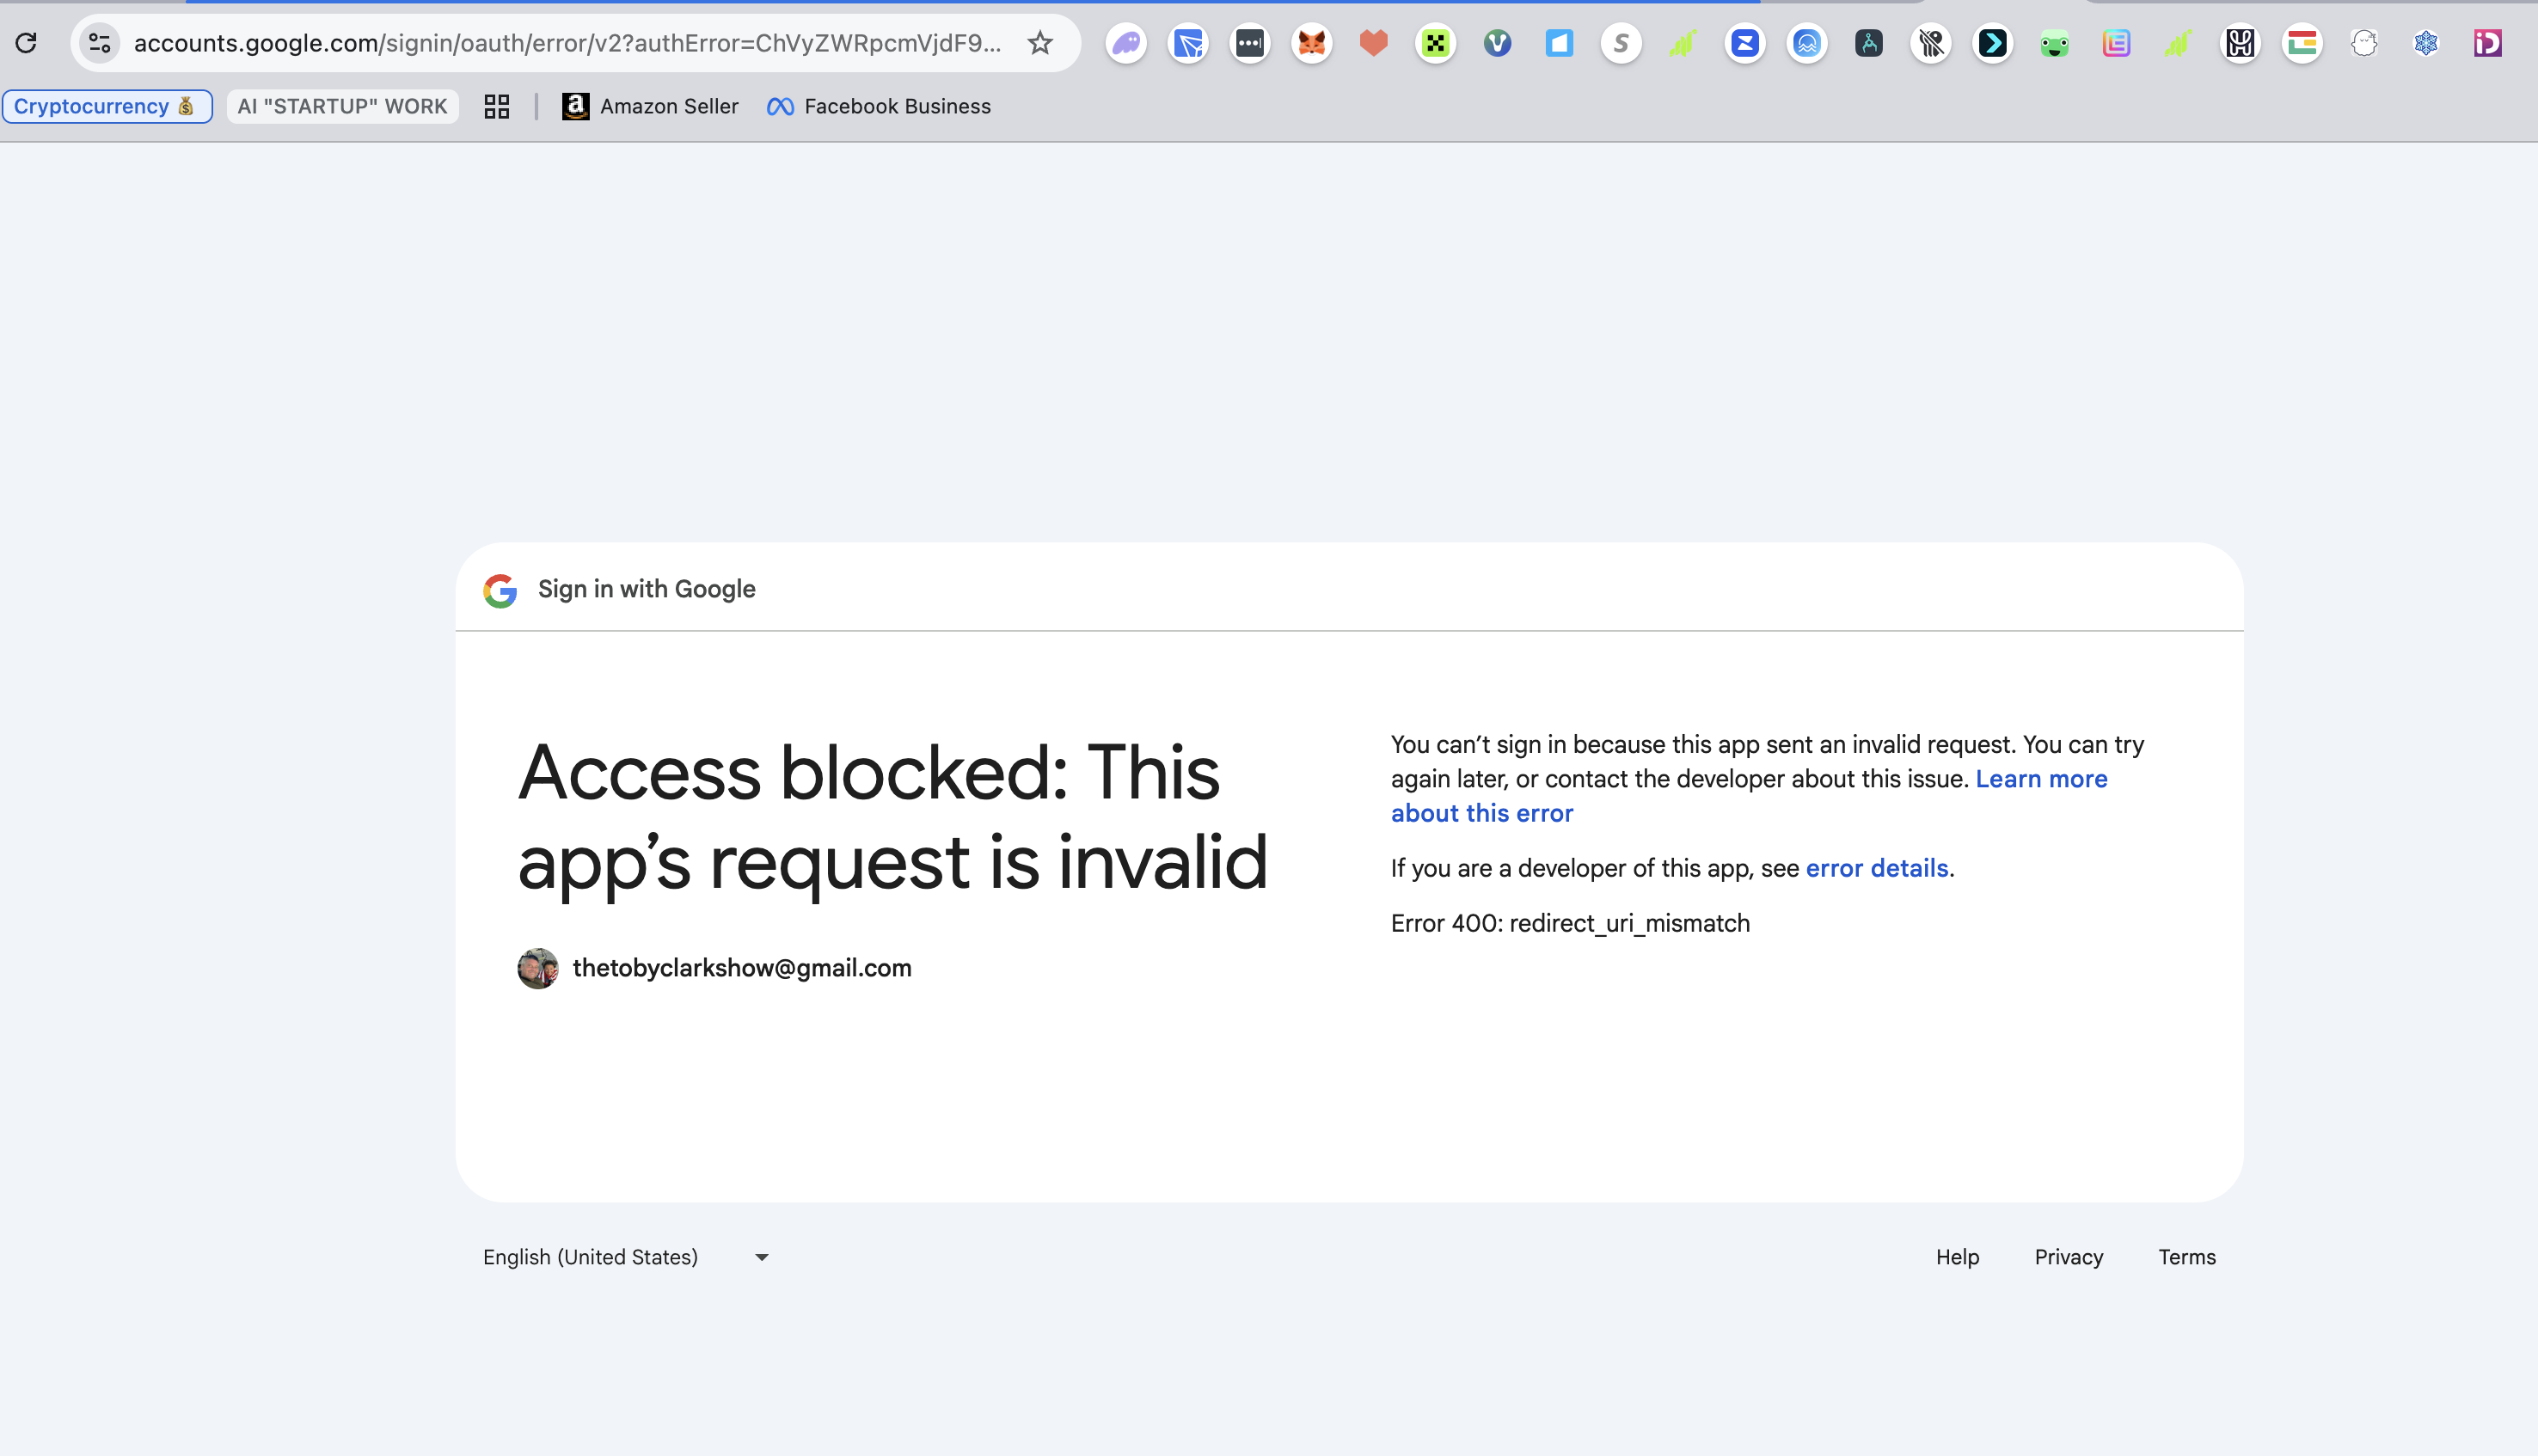 accounts.google.com/signin/oauth/error/v2?authError=ChVyZWRpcmVjdF9...
Cryptocurrency 💰 AI "STARTUP" WORK Amazon Seller Facebook Business
Sign in with Google
Access blocked: This
app’s request is invalid
thetobyclarkshow@gmail.com
You can’t sign in because this app sent an invalid request. You can try
again later, or contact the developer about this issue. Learn more
about this error
If you are a developer of this app, see error details.
Error 400: redirect_uri_mismatch
English (United States)
Help Privacy Terms